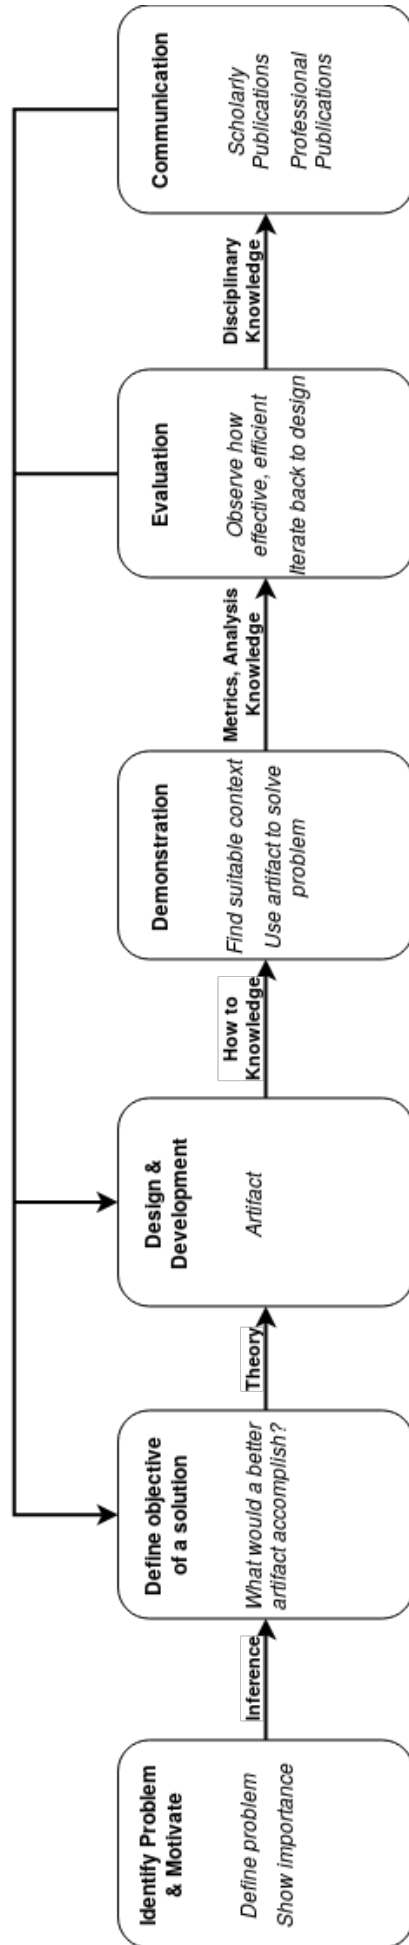 Identify Problem
& Motivate
Define problem
Show importance
Inference
Define objective
of a solution
What would a better
artifact accomplish?
Theory
Design &
Development
Artifact
How to
Knowledge
Demonstration
Find suitable context
Use artifact to solve
problem
Metrics, Analysis
Knowledge
Evaluation
Observe how
effective, efficient
Iterate back to design
Disciplinary
Knowledge
Communication
Scholarly
Publications
Professional
Publications